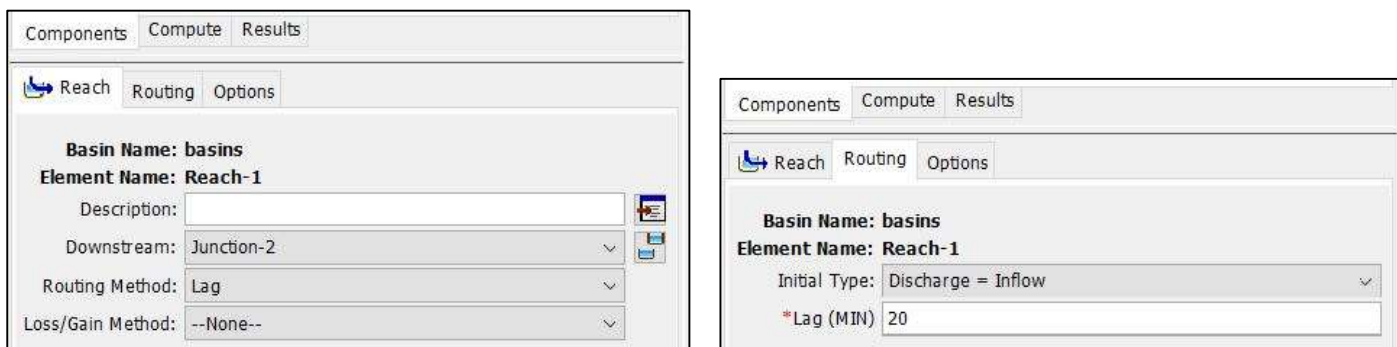 Components Compute Results
Reach Routing Options
Basin Name: basins
Element Name: Reach-1
Description:
Downstream: Junction-2
Routing Method: Lag
Loss/Gain Method: --None--
Components Compute Results
Reach Routing Options
Basin Name: basins
Element Name: Reach-1
Initial Type: Discharge = Inflow
*Lag (MIN) 20